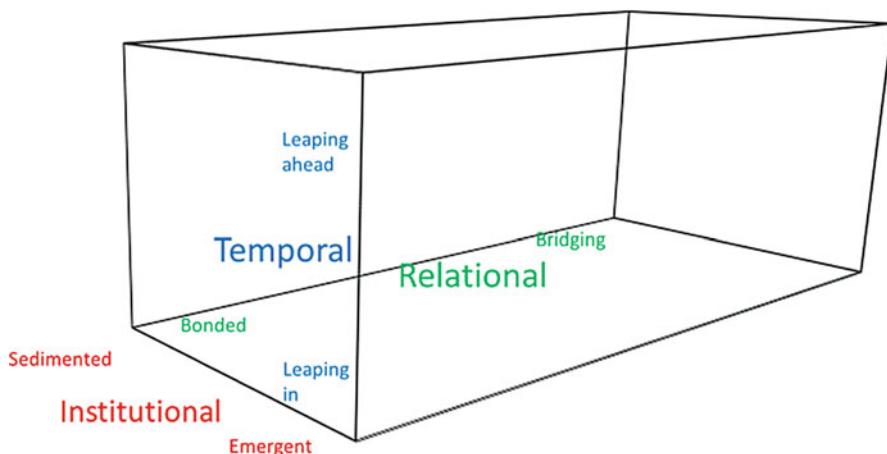 Leaping
ahead
Temporal
Bridging
Relational
Bonded
Sedimented
Leaping
in
Institutional
Emergent